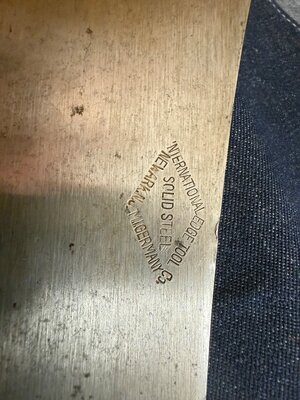 INTERNATIONAL EDGE TOOL Co.
SOLID STEEL
NEWARK GERMANY